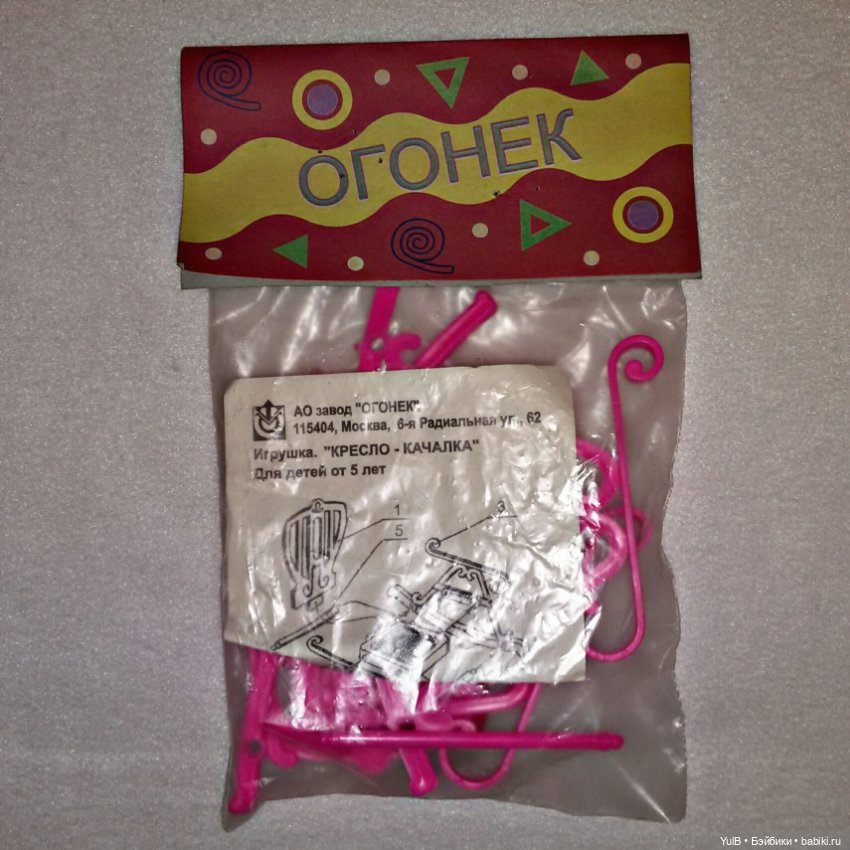 ОГОНЕК
АО завод "ОГОНЕК"
115404, Москва, 6-я Радиальная ул., 62
Игрушка. "КРЕСЛО - КАЧАЛКА"
Для детей от 5 лет
1
5
3
YulB • Бэйбики • babiki.ru